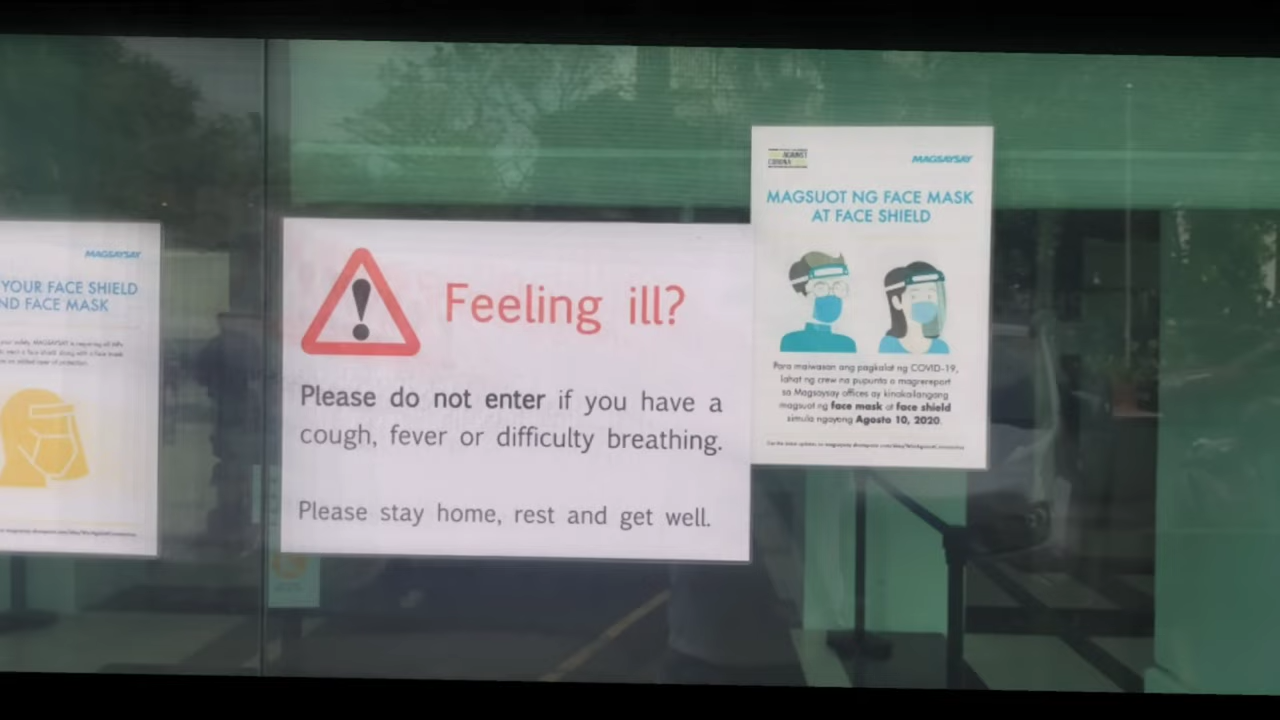 MAGSAYSAY
YOUR FACE SHIELD
ND FACE MASK
Feeling ill?
Please do not enter if you have a
cough, fever or difficulty breathing.
Please stay home, rest and get well.
AGAINST
CORONA
MAGSAYSAY
MAGSUOT NG FACE MASK
AT FACE SHIELD
Para maiwasan ang pagkalat ng COVID-19,
lahat ng crew na pupunta o magrereport
sa Magsaysay offices ay kinakailangang
magsuot ng face mask at face shield
simula ngayong Agosto 10, 2020.